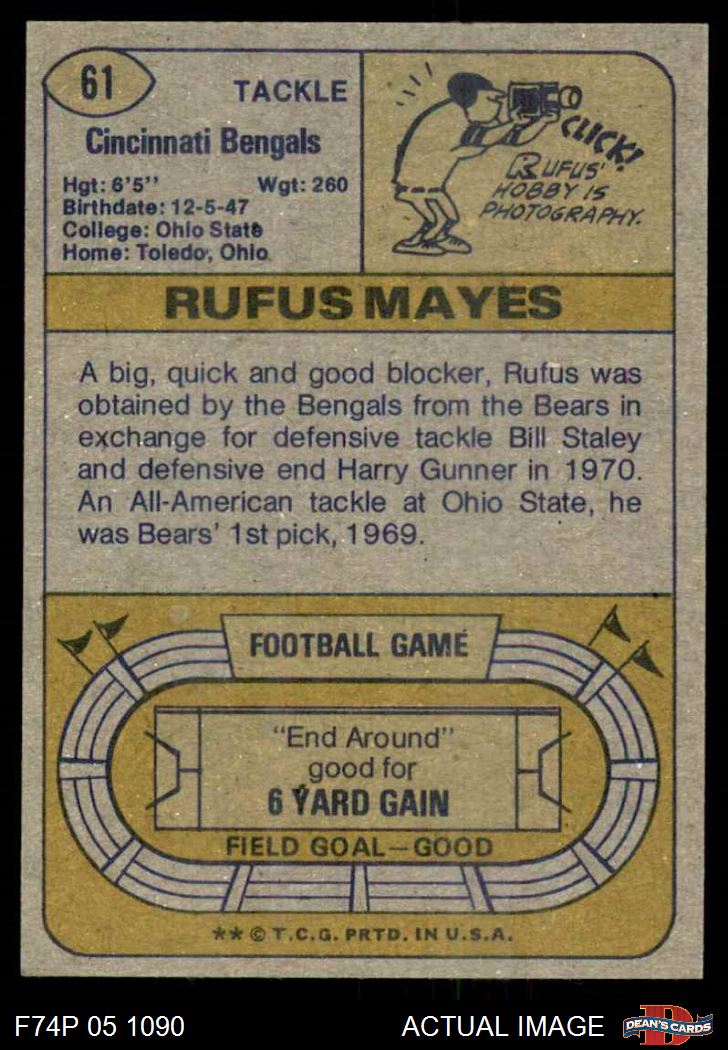 61
TACKLE
Cincinnati Bengals
Hgt: 6'5" Wgt: 260
Birthdate: 12-5-47
College: Ohio State
Home: Toledo, Ohio
CLICK!
RUFUS'
HOBBY IS
PHOTOGRAPHY.
RUFUS MAYES
A big, quick and good blocker, Rufus was
obtained by the Bengals from the Bears in
exchange for defensive tackle Bill Staley
and defensive end Harry Gunner in 1970.
An All-American tackle at Ohio State, he
was Bears' 1st pick, 1969.
FOOTBALL GAME
"End Around"
good for
6 YARD GAIN
FIELD GOAL—GOOD
** © T.C.G. PRTD. IN U.S.A.
F74P 05 1090 ACTUAL IMAGE
D
DEAN'S CARDS